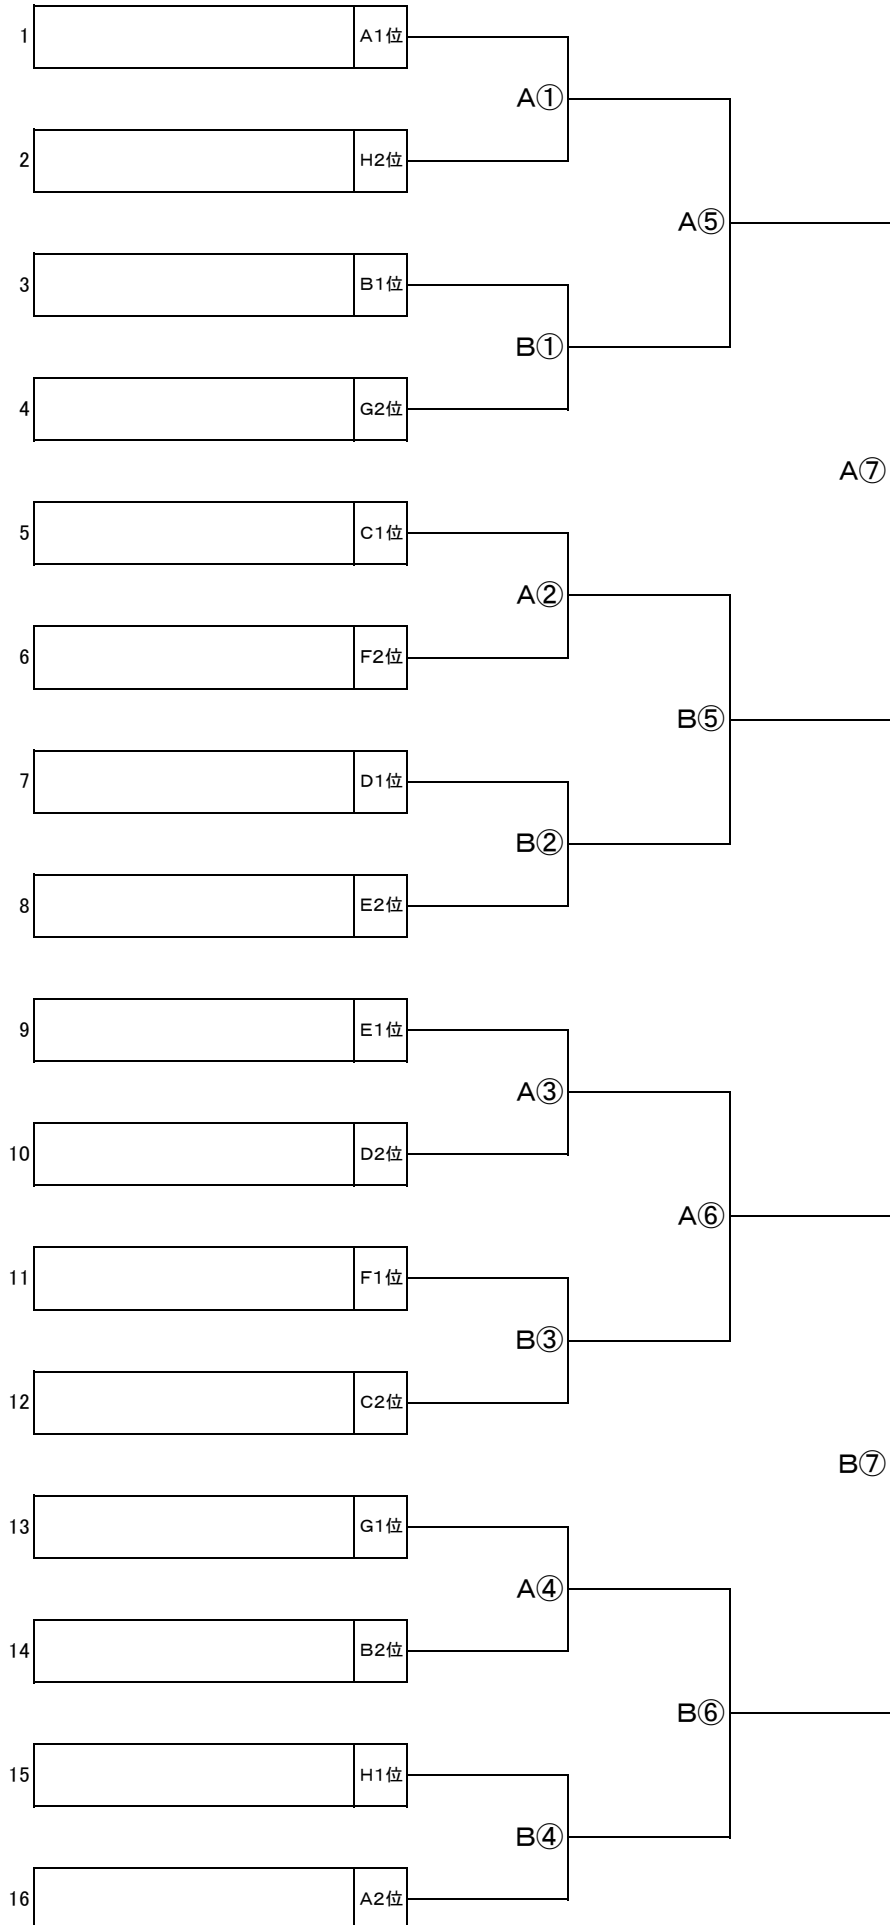 1 A1位
A①
2 H2位
A⑤
3 B1位
B①
4 G2位
A⑦
5 C1位
A②
6 F2位
B⑤
7 D1位
B②
8 E2位
9 E1位
A③
10 D2位
A⑥
11 F1位
B③
12 C2位
B⑦
13 G1位
A④
14 B2位
B⑥
15 H1位
B④
16 A2位